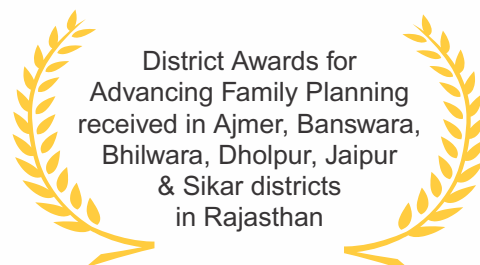 District Awards for
Advancing Family Planning
received in Ajmer, Banswara,
Bhilwara, Dholpur, Jaipur
& Sikar districts
in Rajasthan